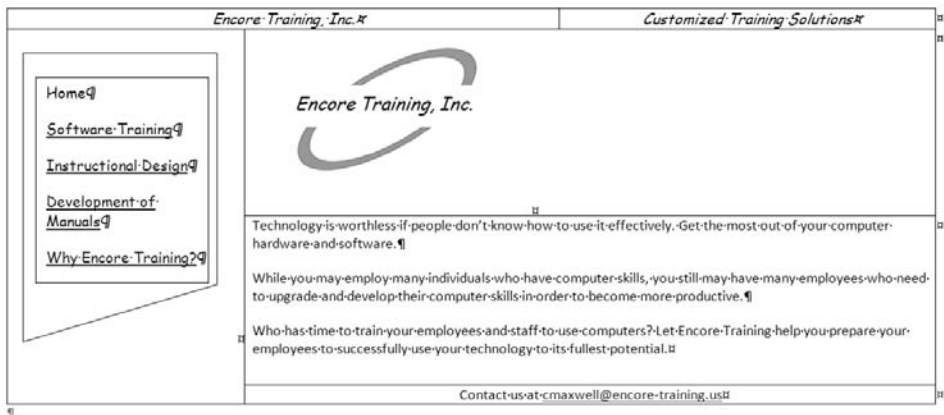 Encore Training, Inc.¤
Customized Training Solutions¤
¤
Home¶
Software·Training¶
Instructional·Design¶
Development·of·
Manuals¶
Why·Encore·Training?¶
¤
Encore Training, Inc.
¤
¤
Technology·is·worthless·if·people·don’t·know·how·to·use·it·effectively.·Get·the·most·out·of·your·computer·
hardware·and·software.¶
While·you·may·employ·many·individuals·who·have·computer·skills,·you·still·may·have·many·employees·who·need·
to·upgrade·and·develop·their·computer·skills·in·order·to·become·more·productive.¶
Who·has·time·to·train·your·employees·and·staff·to·use·computers?·Let·Encore·Training·help·you·prepare·your·
employees·to·successfully·use·your·technology·to·its·fullest·potential.¤
¤
Contact·us·at·cmaxwell@encore-training.us¤
¤
¶